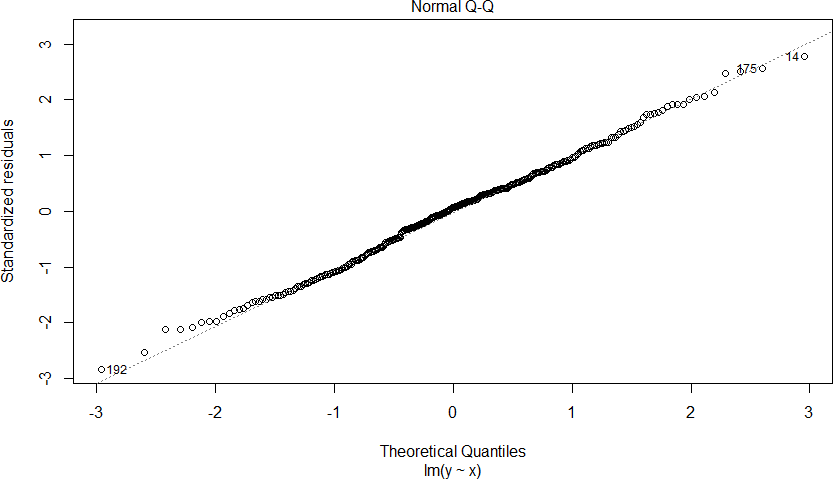 Normal Q-Q
Standardized residuals
3
2
1
0
-1
-2
-3
175
14
192
-3 -2 -1 0 1 2 3
Theoretical Quantiles
lm(y ~ x)